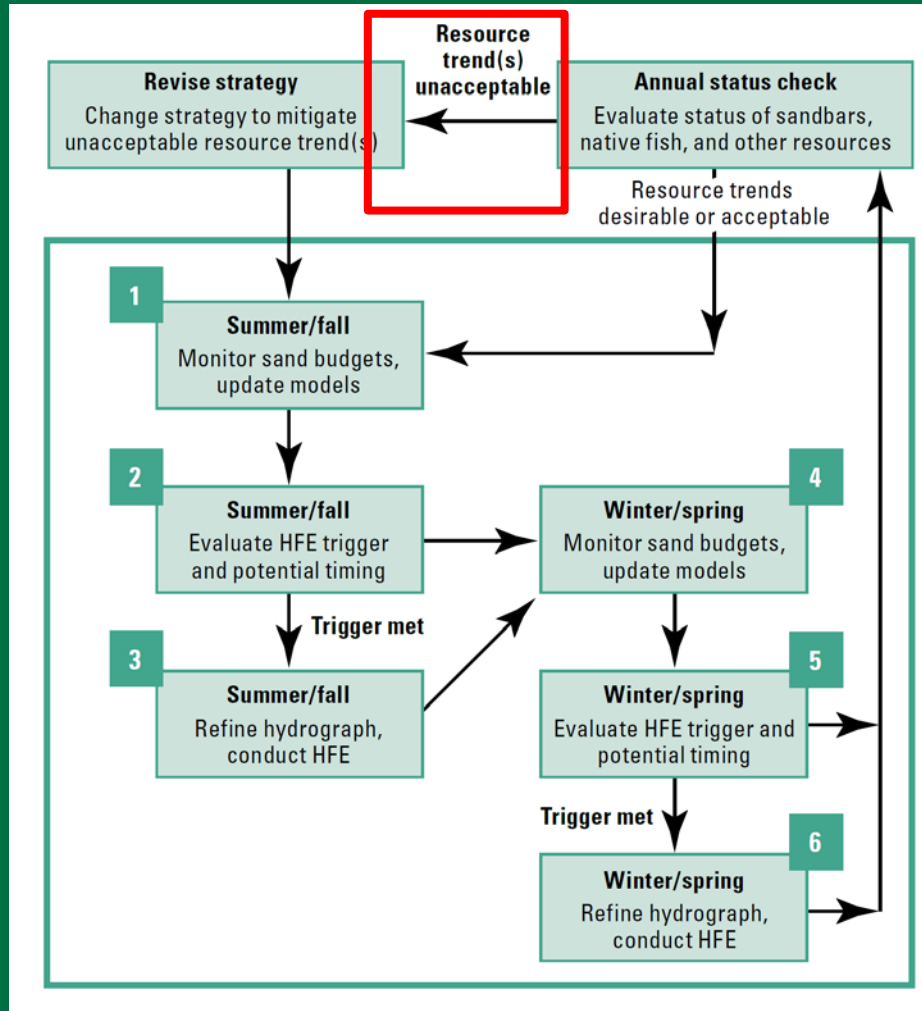 Resource
trend(s)
unacceptable
Revise strategy
Change strategy to mitigate
unacceptable resource trend(s)
Annual status check
Evaluate status of sandbars,
native fish, and other resources
Resource trends
desirable or acceptable
1
Summer/fall
Monitor sand budgets,
update models
2
Summer/fall
Evaluate HFE trigger
and potential timing
4
Winter/spring
Monitor sand budgets,
update models
Trigger met
3
Summer/fall
Refine hydrograph,
conduct HFE
5
Winter/spring
Evaluate HFE trigger and
potential timing
Trigger met
6
Winter/spring
Refine hydrograph,
conduct HFE